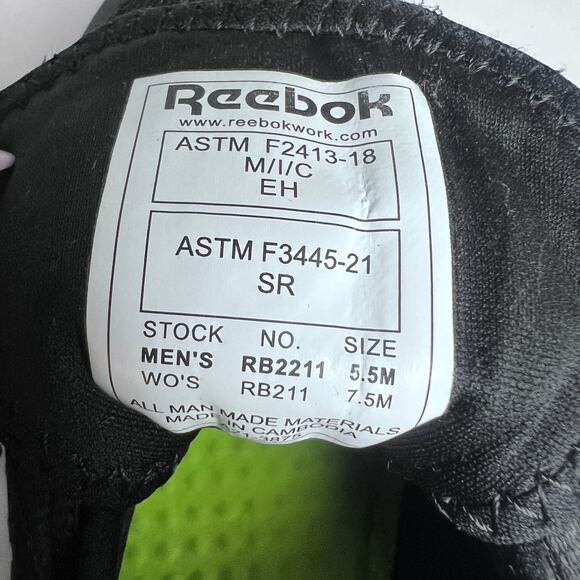 Reebok
www.reebokwork.com
ASTM F2413-18
M/I/C
EH
ASTM F3445-21
SR
STOCK NO. SIZE
MEN'S RB2211 5.5M
WO'S RB211 7.5M
ALL MAN MADE MATERIALS
MADE IN CAMBODIA